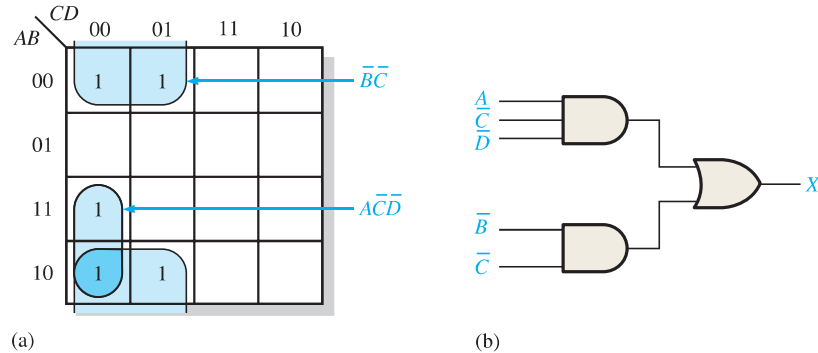 CD
AB 00 01 11 10
00 1 1 B̅C̅
01
11 1 AC̅D̅
10 1 1
(a)
A
C̅
D̅
B̅
C̅
X
(b)